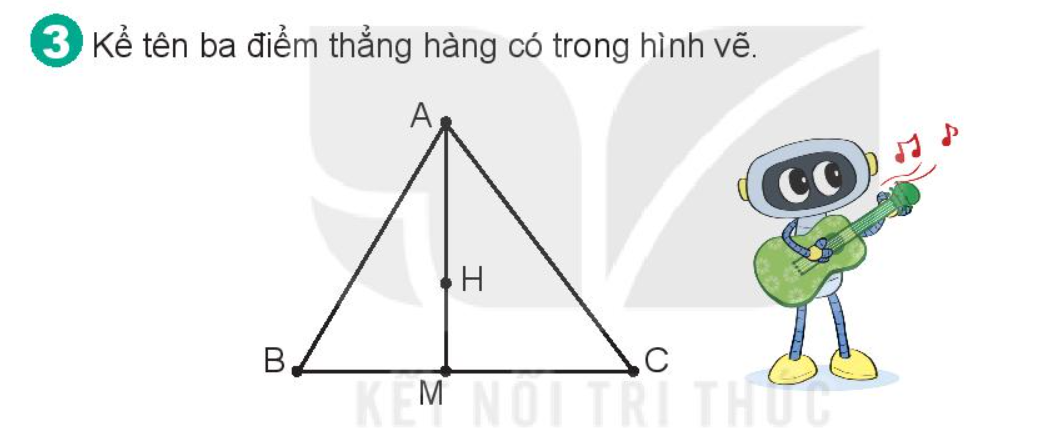 3 Kể tên ba điểm thẳng hàng có trong hình vẽ.
A
H
B
C
M
KẾT NỐI TRI THỨC